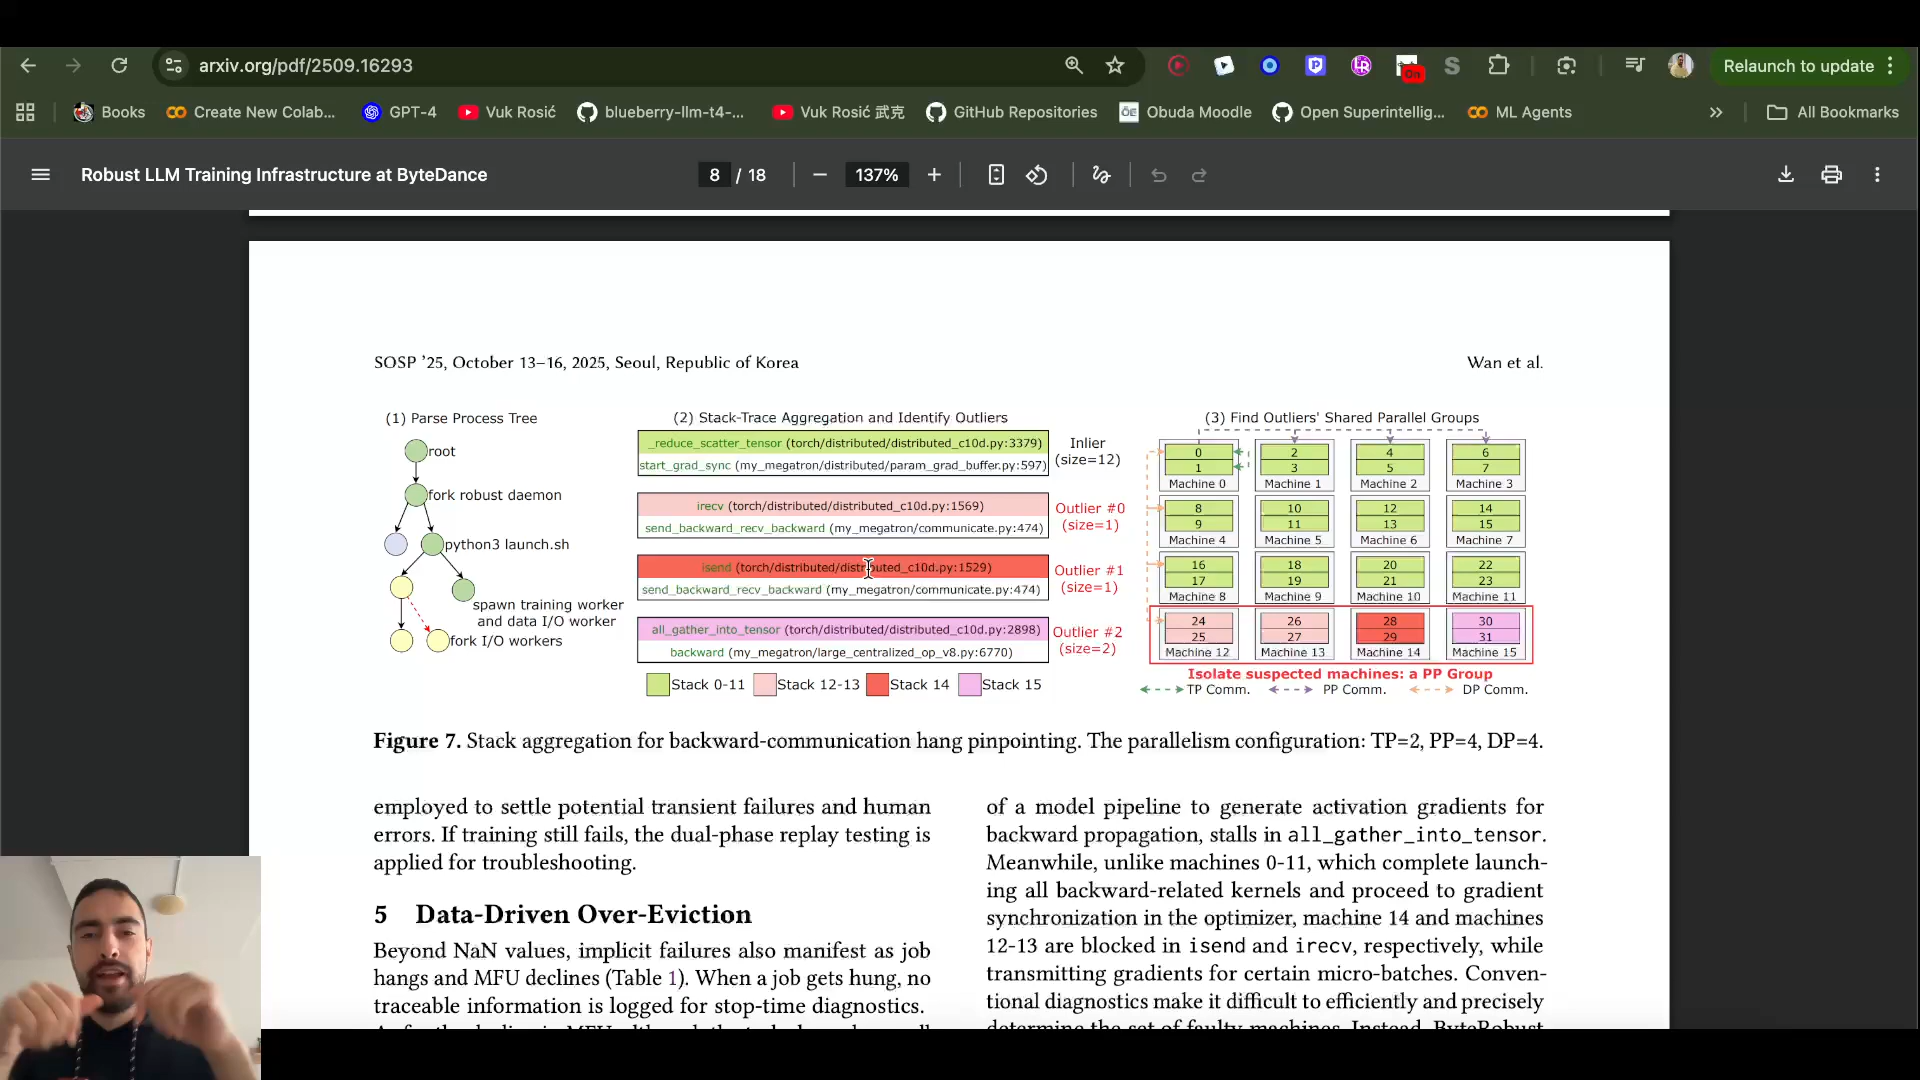 arxiv.org/pdf/2509.16293
On
Relaunch to update
Books
Create New Colab...
GPT-4
Vuk Rosić
blueberry-llm-t4-...
Vuk Rosić 武克
GitHub Repositories
Obuda Moodle
Open Superintellig...
ML Agents
All Bookmarks
Robust LLM Training Infrastructure at ByteDance
8 / 18
137%
SOSP ’25, October 13–16, 2025, Seoul, Republic of Korea
Wan et al.
(1) Parse Process Tree
root
fork robust daemon
python3 launch.sh
spawn training worker
and data I/O worker
fork I/O workers
(2) Stack-Trace Aggregation and Identify Outliers
_reduce_scatter_tensor (torch/distributed/distributed_c10d.py:3379)
start_grad_sync (my_megatron/distributed/param_grad_buffer.py:597)
Inlier
(size=12)
irecv (torch/distributed/distributed_c10d.py:1569)
send_backward_recv_backward (my_megatron/communicate.py:474)
Outlier #0
(size=1)
isend (torch/distributed/distributed_c10d.py:1529)
send_backward_recv_backward (my_megatron/communicate.py:474)
Outlier #1
(size=1)
all_gather_into_tensor (torch/distributed/distributed_c10d.py:2898)
backward (my_megatron/large_centralized_op_v8.py:6770)
Outlier #2
(size=2)
Stack 0-11 Stack 12-13 Stack 14 Stack 15
(3) Find Outliers' Shared Parallel Groups
0 2 4 6
1 3 5 7
Machine 0 Machine 1 Machine 2 Machine 3
8 10 12 14
9 11 13 15
Machine 4 Machine 5 Machine 6 Machine 7
16 18 20 22
17 19 21 23
Machine 8 Machine 9 Machine 10 Machine 11
24 26 28 30
25 27 29 31
Machine 12 Machine 13 Machine 14 Machine 15
Isolate suspected machines: a PP Group
TP Comm. PP Comm. DP Comm.
Figure 7. Stack aggregation for backward-communication hang pinpointing. The parallelism configuration: TP=2, PP=4, DP=4.
employed to settle potential transient failures and human
errors. If training still fails, the dual-phase replay testing is
applied for troubleshooting.
5 Data-Driven Over-Eviction
Beyond NaN values, implicit failures also manifest as job
hangs and MFU declines (Table 1). When a job gets hung, no
traceable information is logged for stop-time diagnostics.
of a model pipeline to generate activation gradients for
backward propagation, stalls in all_gather_into_tensor.
Meanwhile, unlike machines 0-11, which complete launch-
ing all backward-related kernels and proceed to gradient
synchronization in the optimizer, machine 14 and machines
12-13 are blocked in isend and irecv, respectively, while
transmitting gradients for certain micro-batches. Conven-
tional diagnostics make it difficult to efficiently and precisely
determine the set of faulty machines. Instead, ByteRobust